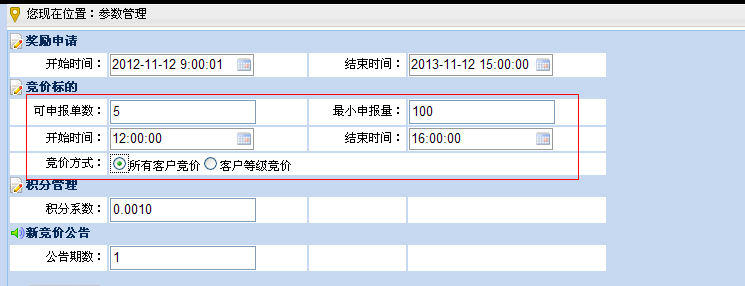 您现在位置：参数管理
奖励申请
开始时间： 2012-11-12 9:00:01 结束时间： 2013-11-12 15:00:00
竞价标的
可申报单数： 5 最小申报量： 100
开始时间： 12:00:00 结束时间： 16:00:00
竞价方式： 所有客户竞价 客户等级竞价
积分管理
积分系数： 0.0010
新竞价公告
公告期数： 1